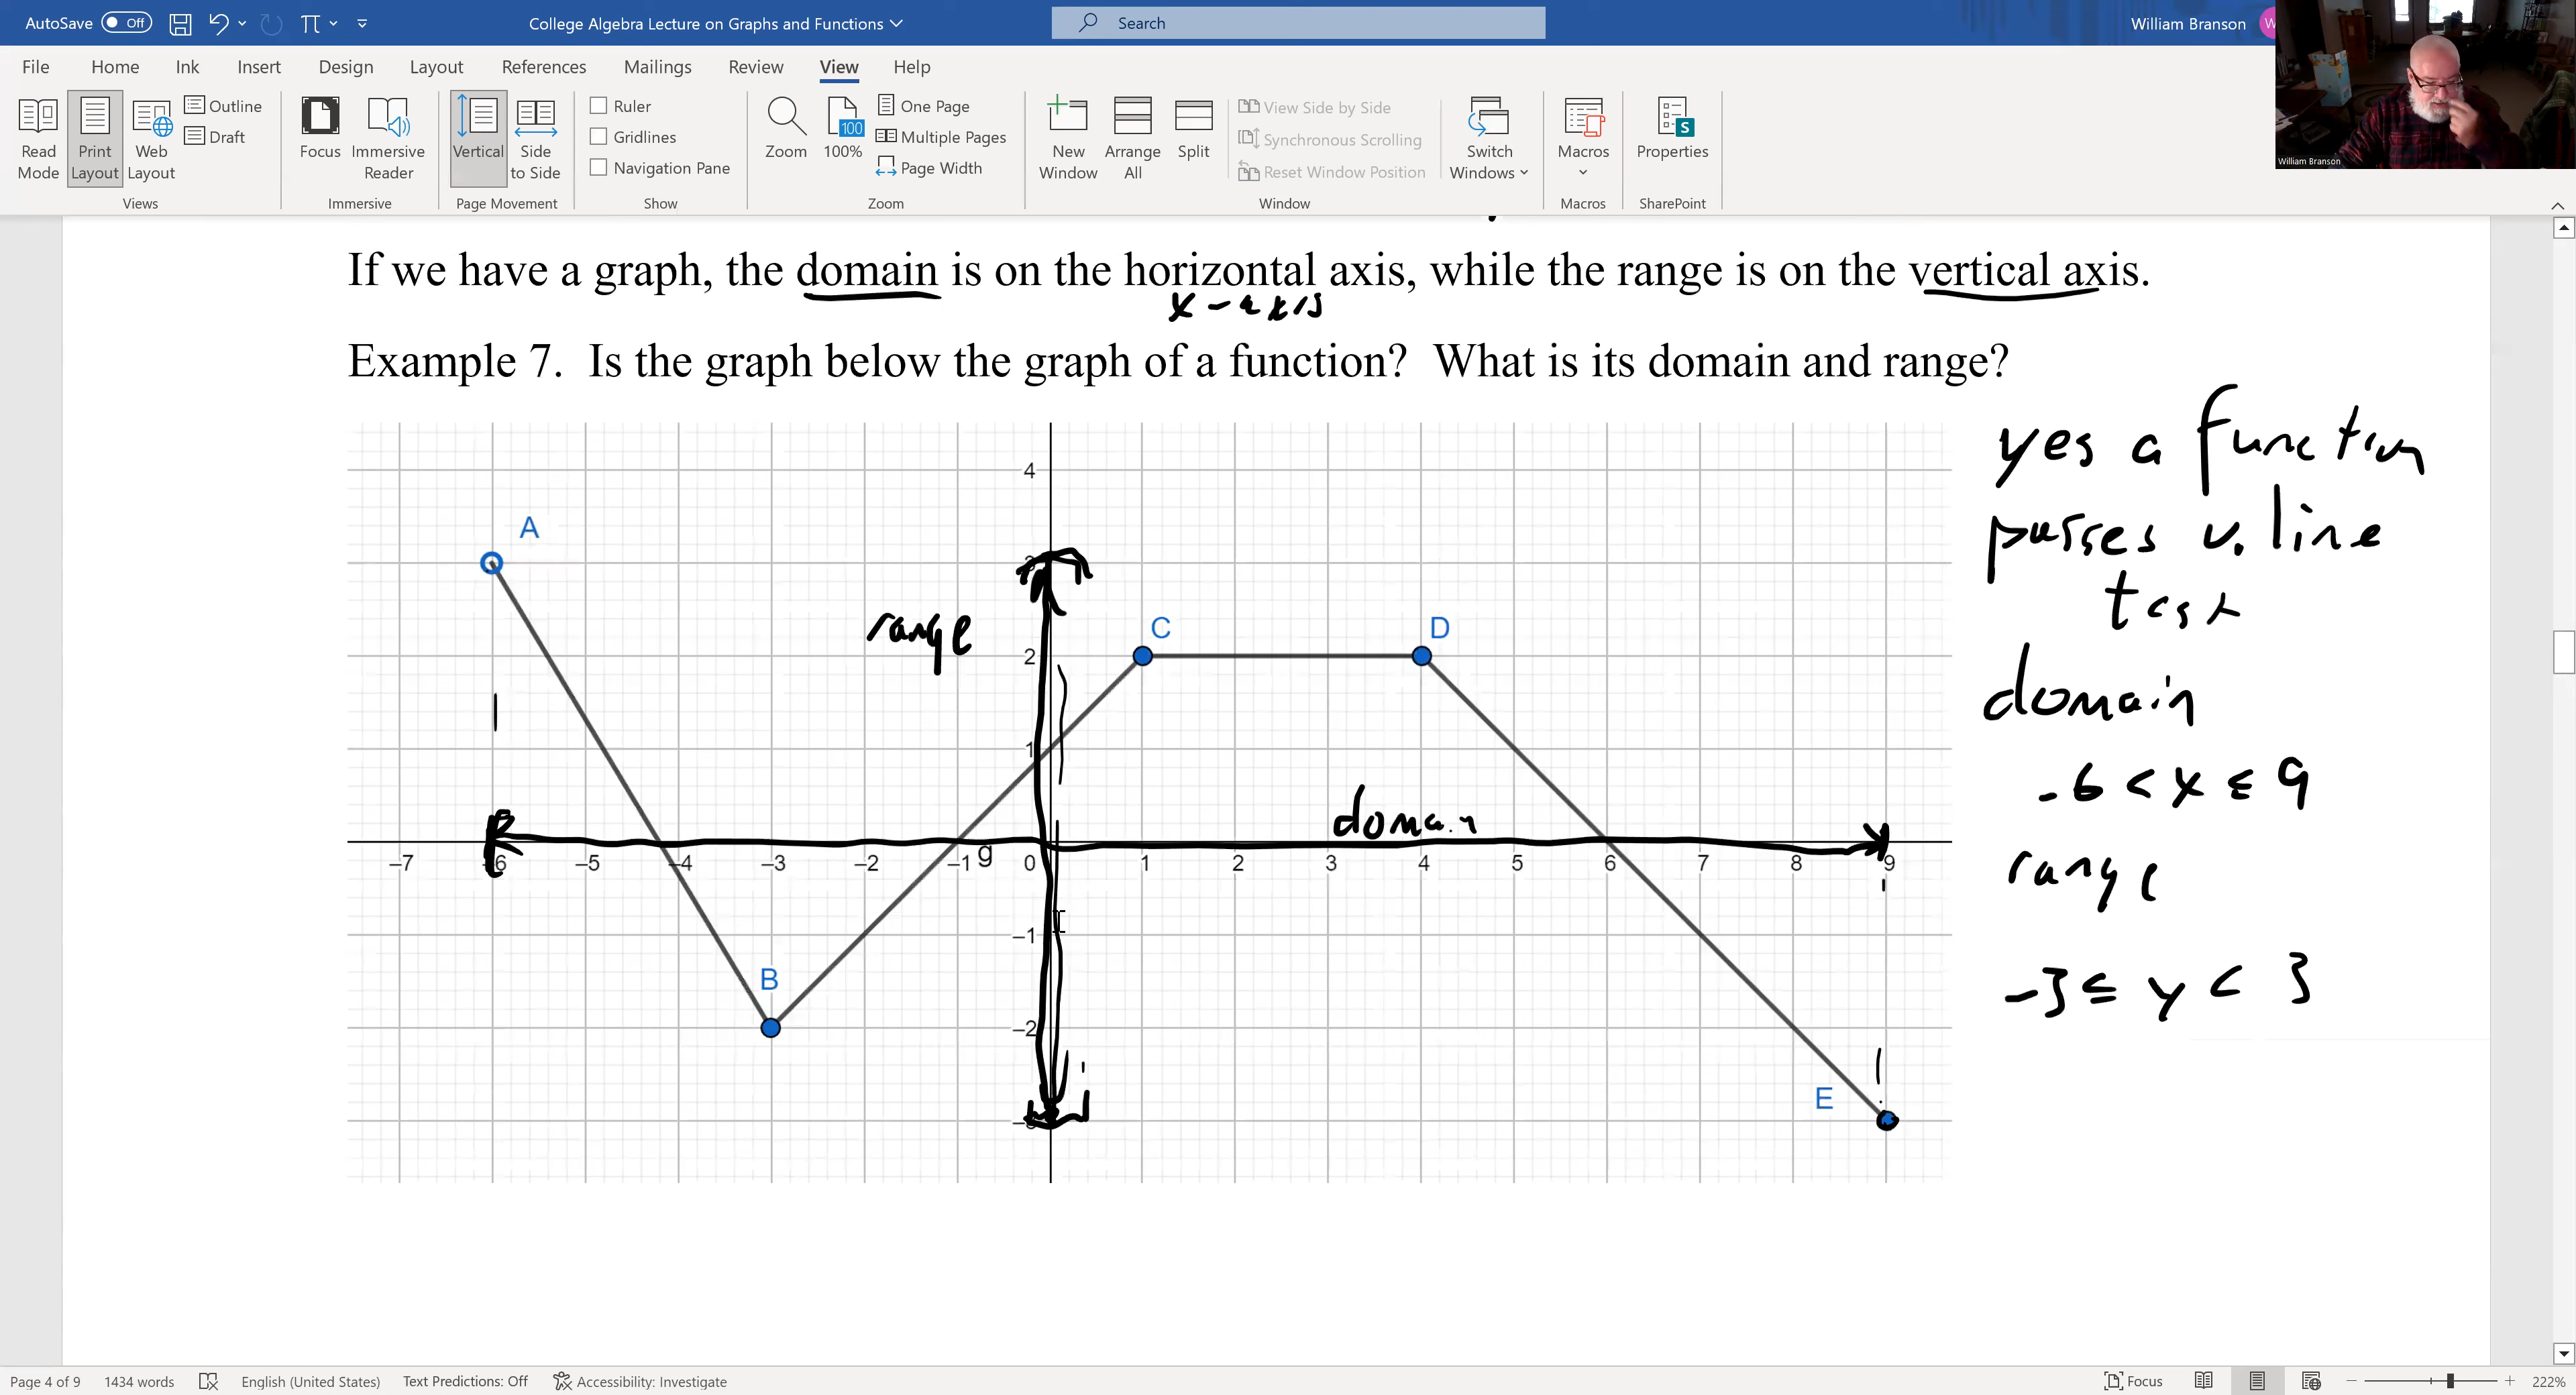 AutoSave Off
College Algebra Lecture on Graphs and Functions
Search
William Branson
W
William Branson
File Home Ink Insert Design Layout References Mailings Review View Help
Read Mode
Print Layout
Web Layout
Outline
Draft
Views
Focus
Immersive Reader
Immersive
Vertical
Side to Side
Page Movement
Ruler
Gridlines
Navigation Pane
Show
Zoom
100
100%
One Page
Multiple Pages
Page Width
Zoom
New Window
Arrange All
Split
View Side by Side
Synchronous Scrolling
Reset Window Position
Switch Windows
Window
Macros
Macros
S
Properties
SharePoint
If we have a graph, the domain is on the horizontal axis, while the range is on the vertical axis.
x-axis
Example 7. Is the graph below the graph of a function? What is its domain and range?
4
A
3
range
C
D
2
1
domain
–7 –6 –5 –4 –3 –2 –1 g 0 1 2 3 4 5 6 7 8 9
–1
B
–2
E
–3
yes a function
passes v. line
test
domain
-6 < x ≤ 9
range
-3 ≤ y < 3
Page 4 of 9 1434 words English (United States) Text Predictions: Off Accessibility: Investigate Focus 222%